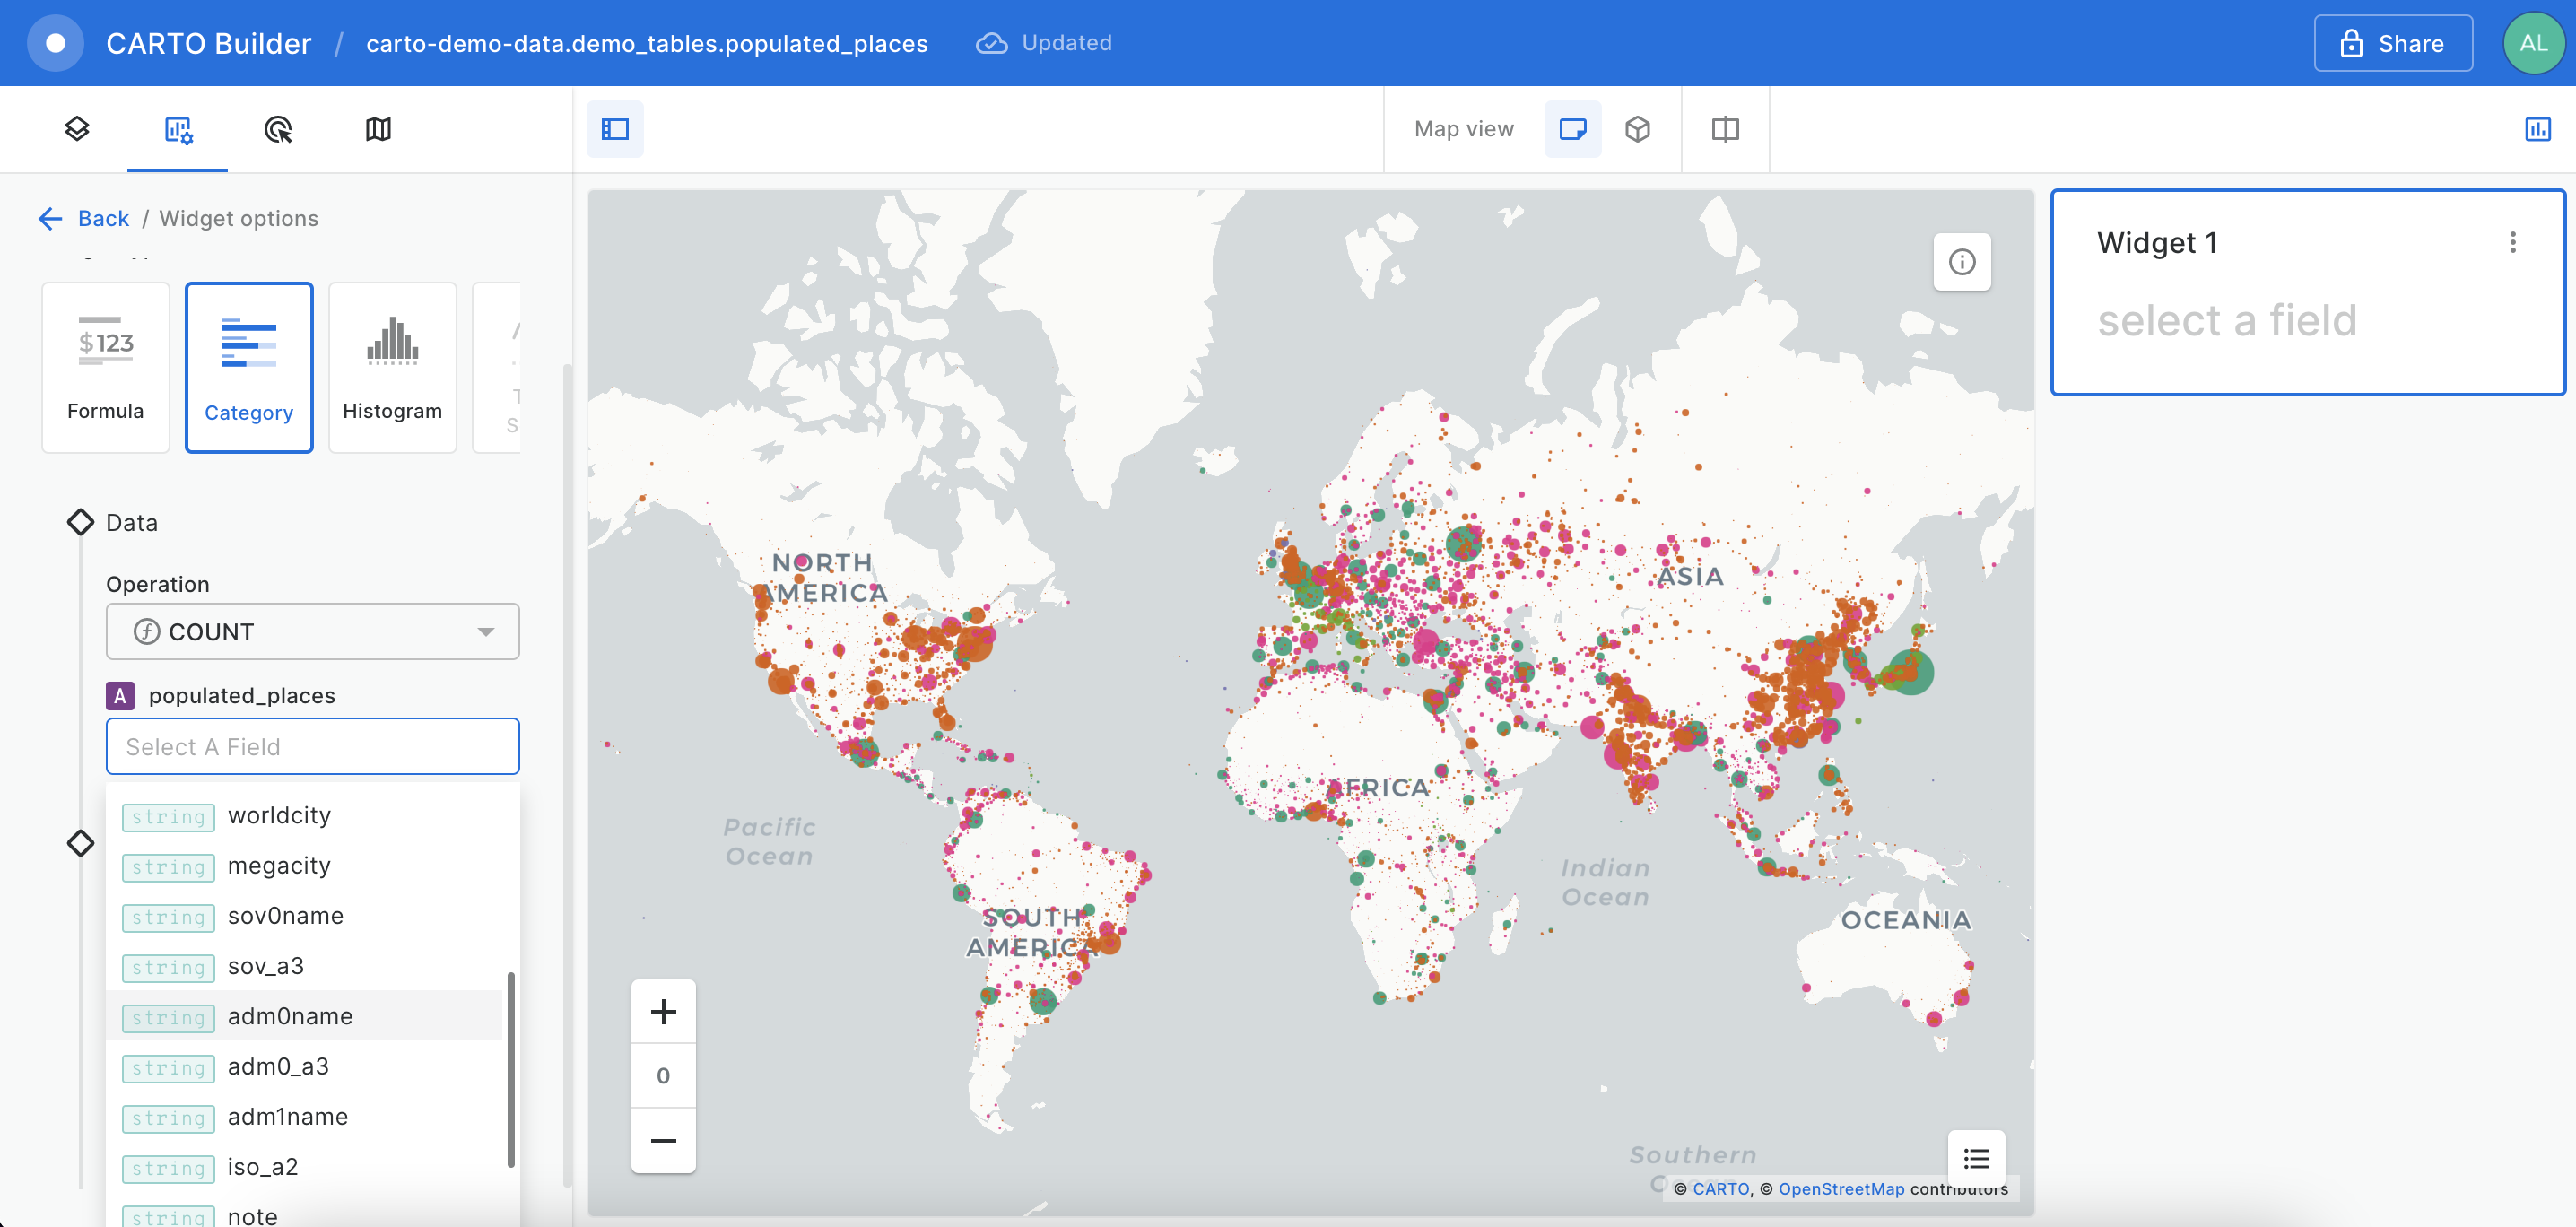 CARTO Builder / carto-demo-data.demo_tables.populated_places Updated
Share AL
Map view
Back / Widget options
$123
Formula
Category
Histogram
Data
Operation
COUNT
A populated_places
Select A Field
string worldcity
string megacity
string sov0name
string sov_a3
string adm0name
string adm0_a3
string adm1name
string iso_a2
string note
NORTH
AMERICA
ASIA
AFRICA
Pacific
Ocean
Indian
Ocean
SOUTH
AMERICA
OCEANIA
Southern
0
© CARTO, © OpenStreetMap contributors
Widget 1
select a field